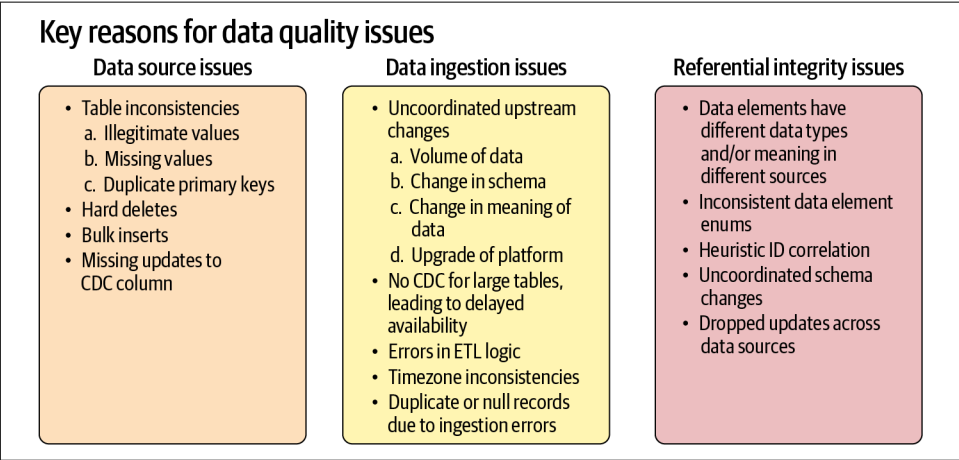 Key reasons for data quality issues
Data source issues
• Table inconsistencies
a. Illegitimate values
b. Missing values
c. Duplicate primary keys
• Hard deletes
• Bulk inserts
• Missing updates to
CDC column
Data ingestion issues
• Uncoordinated upstream
changes
a. Volume of data
b. Change in schema
c. Change in meaning of
data
d. Upgrade of platform
• No CDC for large tables,
leading to delayed
availability
• Errors in ETL logic
• Timezone inconsistencies
• Duplicate or null records
due to ingestion errors
Referential integrity issues
• Data elements have
different data types
and/or meaning in
different sources
• Inconsistent data element
enums
• Heuristic ID correlation
• Uncoordinated schema
changes
• Dropped updates across
data sources